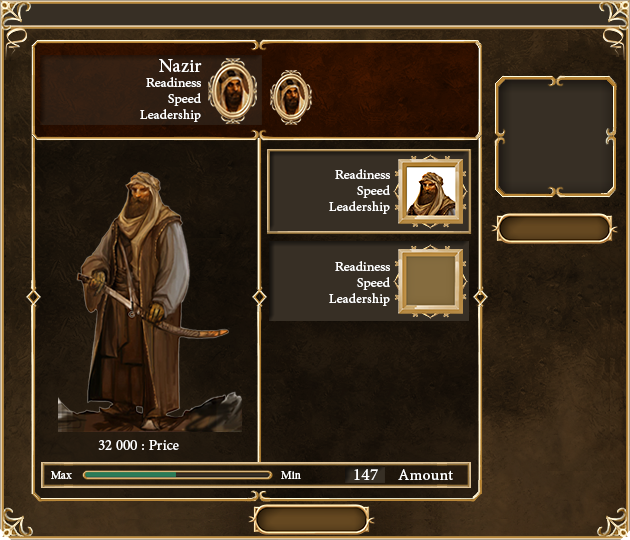 Nazir
Readiness
Speed
Leadership
Readiness
Speed
Leadership
Readiness
Speed
Leadership
32 000 : Price
Max Min 147 Amount